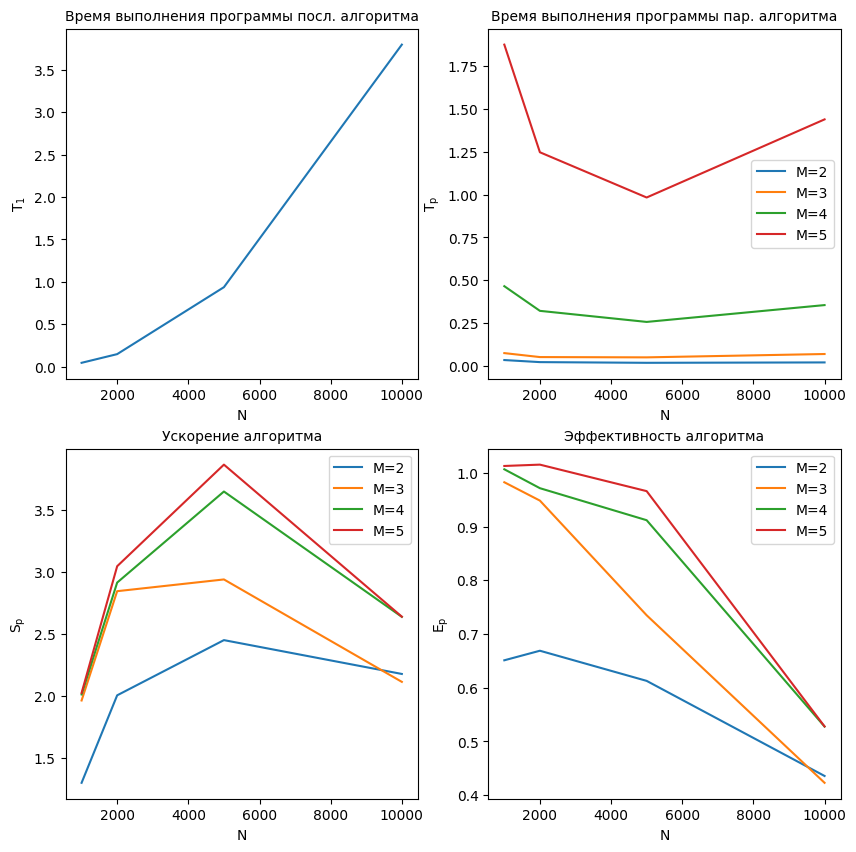 Время выполнения программы посл. алгоритма
3.5
3.0
2.5
2.0
1.5
1.0
0.5
0.0
T1
2000 4000 6000 8000 10000
N
Время выполнения программы пар. алгоритма
1.75
1.50
1.25
1.00
0.75
0.50
0.25
0.00
Tp
M=2
M=3
M=4
M=5
2000 4000 6000 8000 10000
N
Ускорение алгоритма
3.5
3.0
2.5
2.0
1.5
Sp
M=2
M=3
M=4
M=5
2000 4000 6000 8000 10000
N
Эффективность алгоритма
1.0
0.9
0.8
0.7
0.6
0.5
0.4
Ep
M=2
M=3
M=4
M=5
2000 4000 6000 8000 10000
N